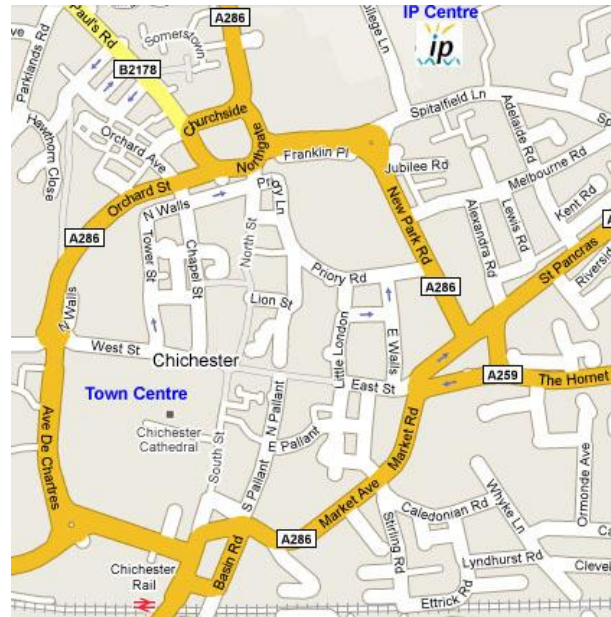 A286
IP Centre
ip
Paul's Rd
Somerstown
College Ln
Parklands Rd
B2178
Churchside
Spitalfield Ln
Adelaide Rd
Hawthorn Close
Orchard Ave
Northgate
Franklin Pl
Jubilee Rd
Melbourne Rd
Kent Rd
Orchard St
Priory Ln
N Walls
New Park Rd
Lewis Rd
Alexandra Rd
A286
Tower St
Chapel St
North St
St Pancras
Riverside
Priory Rd
A286
N Walls
Lion St
West St
Little London
E Walls
Chichester
East St
A259
The Hornet
Town Centre
Ave De Chartres
Chichester
Cathedral
South St
N Pallant
E Pallant
S Pallant
Market Rd
Ormonde Ave
Market Ave
Caledonian Rd
Whyke Ln
A286
Basin Rd
Stirling Rd
Lyndhurst Rd
Chichester
Rail
Ettrick Rd